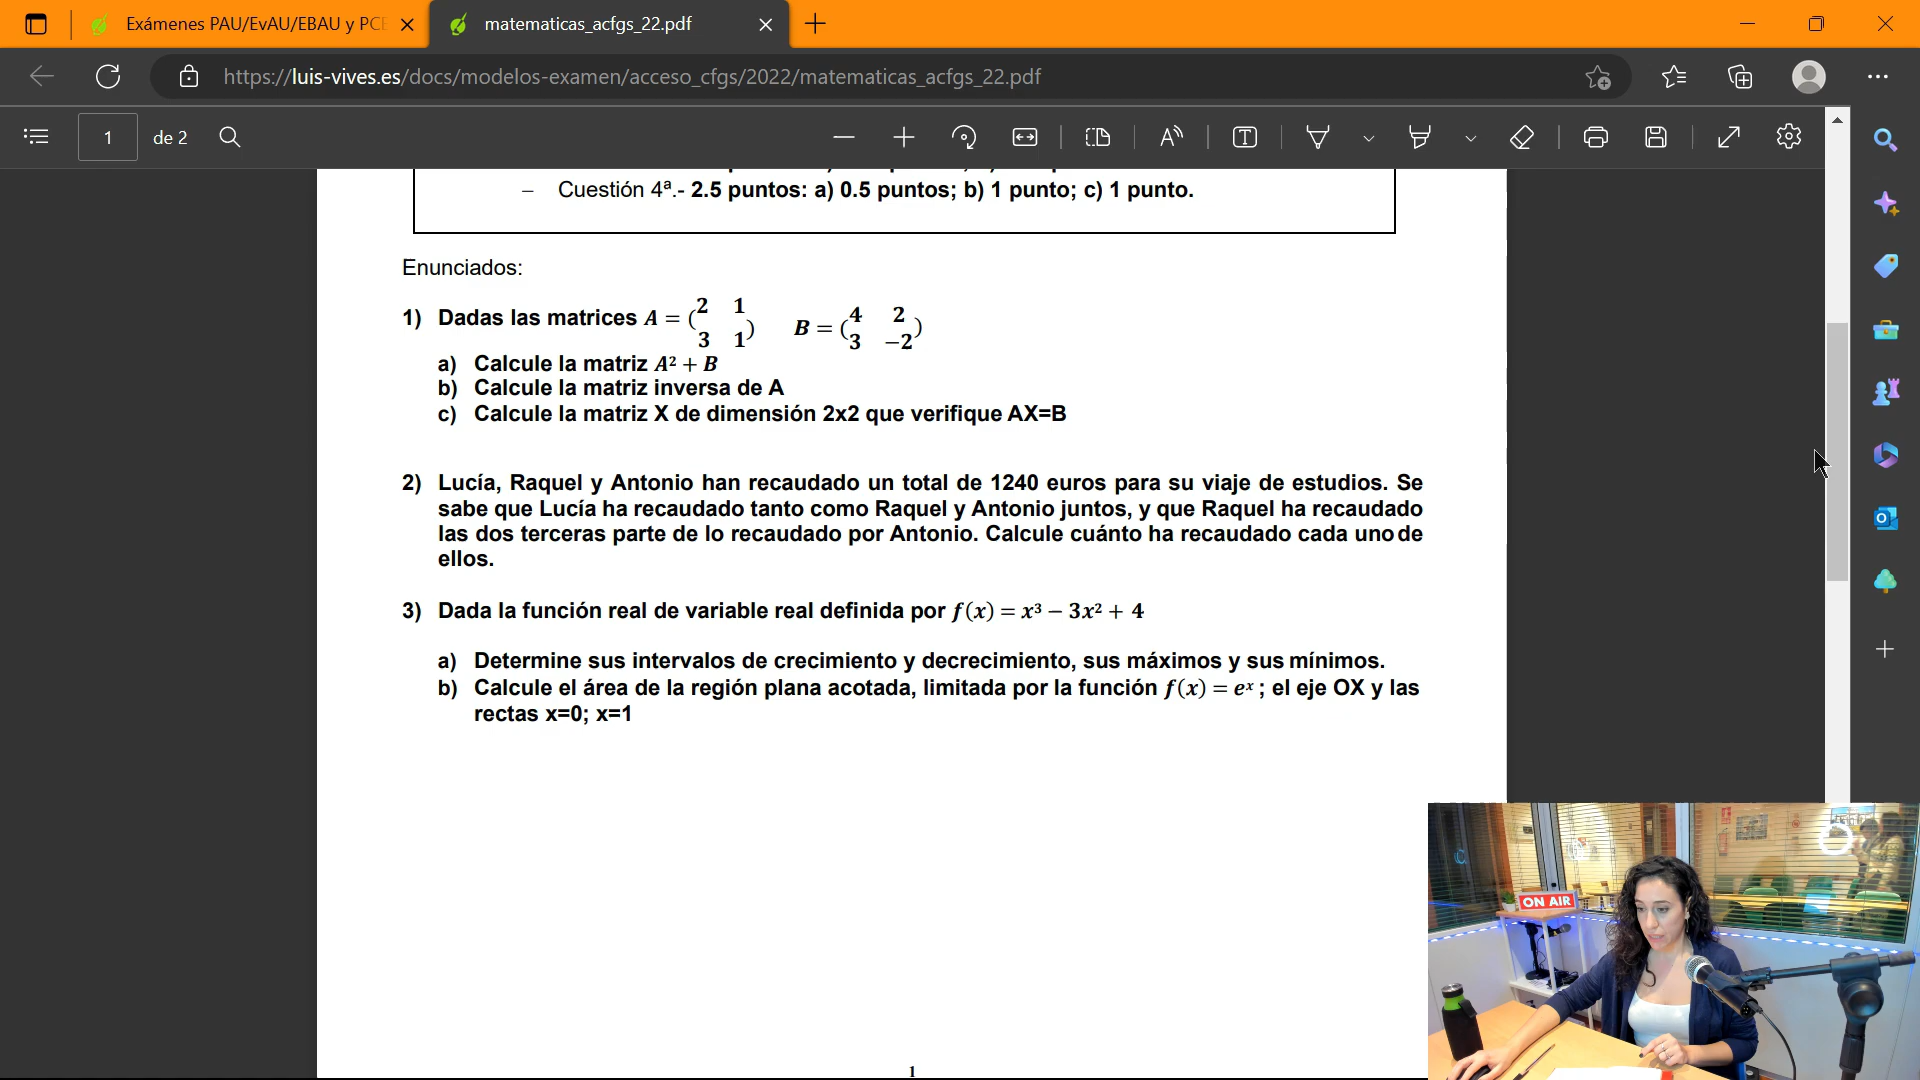 Exámenes PAU/EvAU/EBAU y PCE
matematicas_acfgs_22.pdf
https://luis-vives.es/docs/modelos-examen/acceso_cfgs/2022/matematicas_acfgs_22.pdf
1 de 2
– Cuestión 4ª.- 2.5 puntos: a) 0.5 puntos; b) 1 punto; c) 1 punto.
Enunciados:
1) Dadas las matrices A = (2 1 3 1) B = (4 2 3 −2)
a) Calcule la matriz A² + B
b) Calcule la matriz inversa de A
c) Calcule la matriz X de dimensión 2x2 que verifique AX=B
2) Lucía, Raquel y Antonio han recaudado un total de 1240 euros para su viaje de estudios. Se
sabe que Lucía ha recaudado tanto como Raquel y Antonio juntos, y que Raquel ha recaudado
las dos terceras parte de lo recaudado por Antonio. Calcule cuánto ha recaudado cada uno de
ellos.
3) Dada la función real de variable real definida por f(x) = x³ − 3x² + 4
a) Determine sus intervalos de crecimiento y decrecimiento, sus máximos y sus mínimos.
b) Calcule el área de la región plana acotada, limitada por la función f(x) = eˣ ; el eje OX y las
rectas x=0; x=1
ON AIR
1